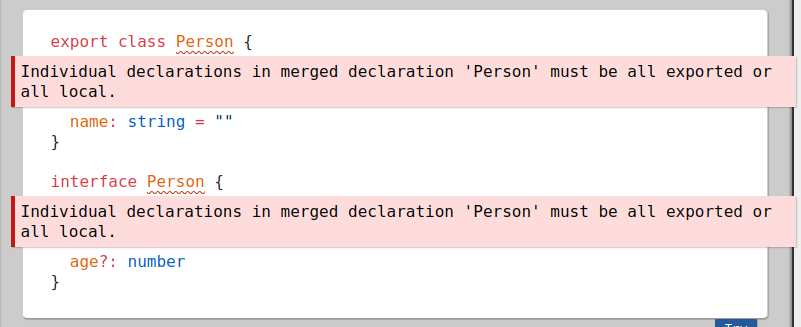 export class Person {
Individual declarations in merged declaration 'Person' must be all exported or
all local.
name: string = ""
}
interface Person {
Individual declarations in merged declaration 'Person' must be all exported or
all local.
age?: number
}